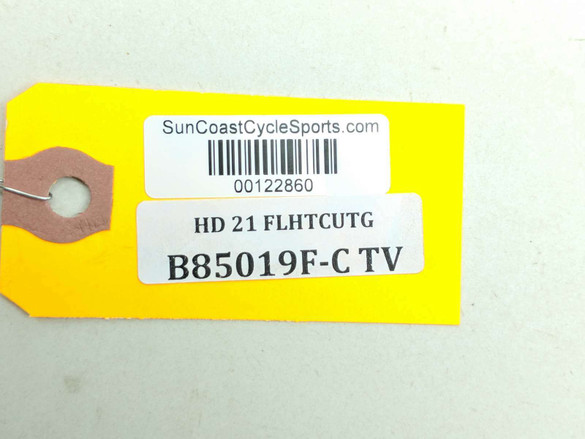 SunCoastCycleSports.com
00122860
HD 21 FLHTCUTG
B85019F-C TV